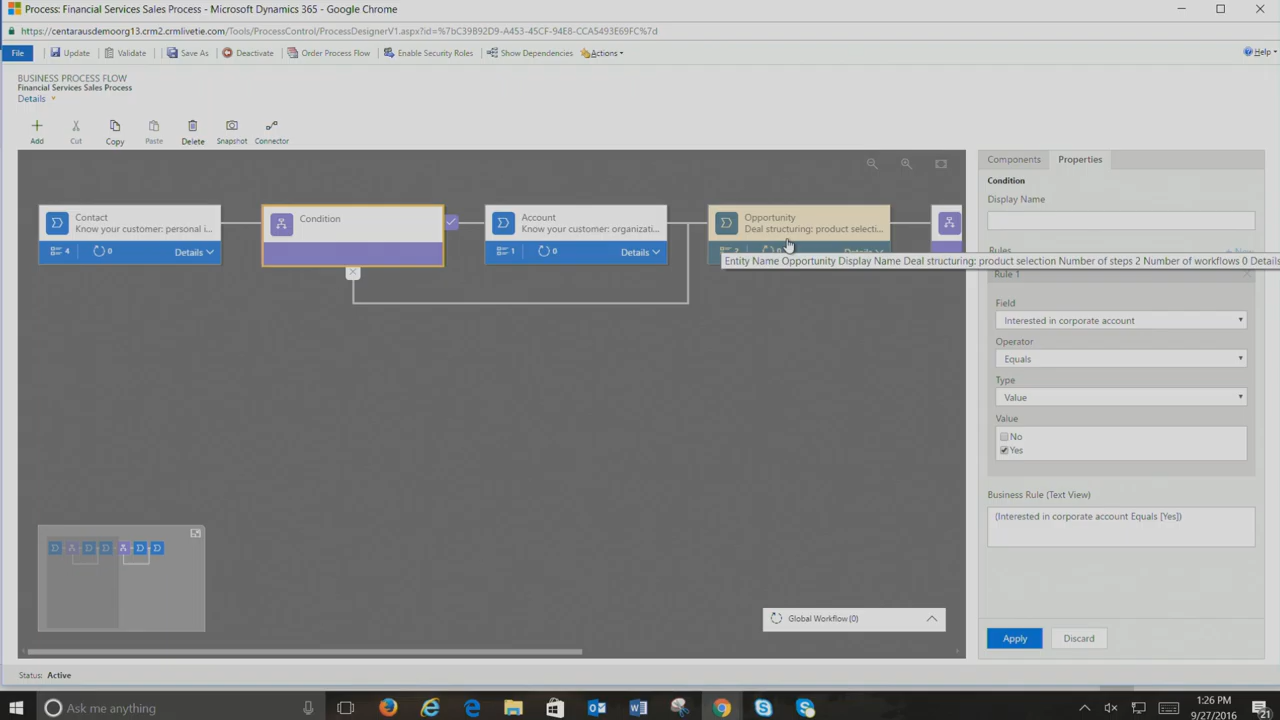 Process: Financial Services Sales Process - Microsoft Dynamics 365 - Google Chrome
https://centarausdemoorg13.crm2.crmlivetie.com/Tools/ProcessControl/ProcessDesignerV1.aspx?id=%7bC39B92D9-A453-45CF-94E8-CCA5493E69FC%7d
File Update Validate Save As Deactivate Order Process Flow Enable Security Roles Show Dependencies Actions Help
BUSINESS PROCESS FLOW
Financial Services Sales Process
Details
Add Cut Copy Paste Delete Snapshot Connector
Components Properties
Condition
Display Name
Contact
Know your customer: personal i...
4 0 Details
Condition
Account
Know your customer: organizati...
1 0 Details
Opportunity
Deal structuring: product selecti...
2 0 Details
Entity Name Opportunity Display Name Deal structuring: product selection Number of steps 2 Number of workflows 0 Details
Rules + New
Rule 1
Field
Interested in corporate account
Operator
Equals
Type
Value
Value
No
Yes
Business Rule (Text View)
(Interested in corporate account Equals [Yes])
Global Workflow (0)
Apply Discard
Status: Active
Ask me anything
1:26 PM
9/27/2016
21